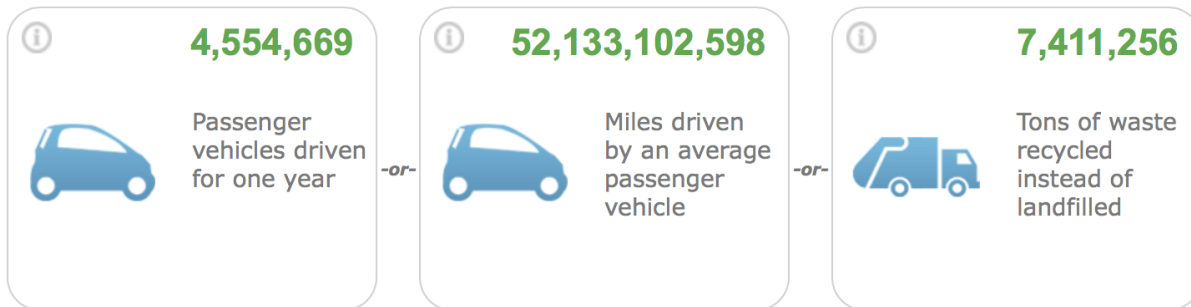 4,554,669
Passenger
vehicles driven
for one year
-or-
52,133,102,598
Miles driven
by an average
passenger
vehicle
-or-
7,411,256
Tons of waste
recycled
instead of
landfilled